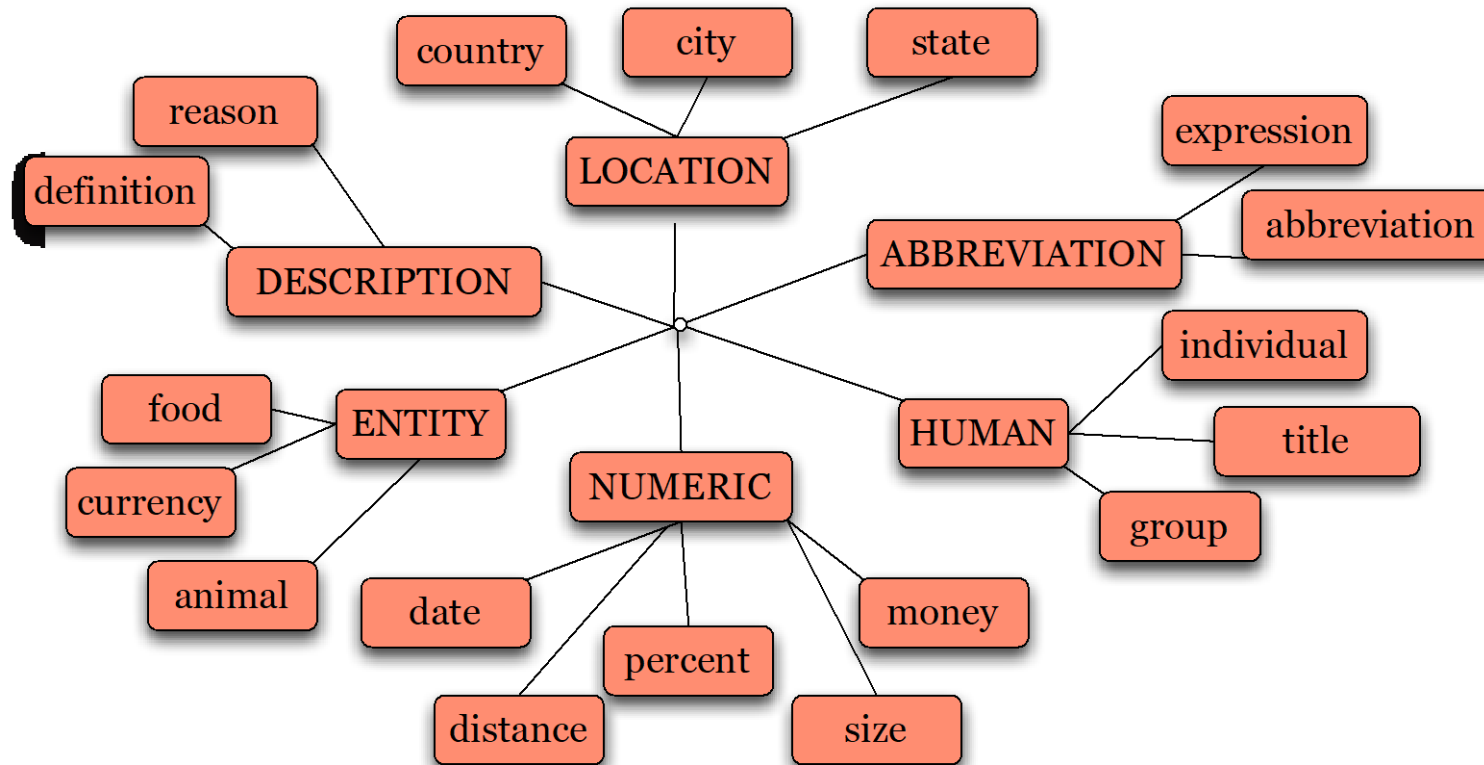 country
city
state
reason
expression
definition
LOCATION
abbreviation
ABBREVIATION
DESCRIPTION
individual
food
ENTITY
HUMAN
title
currency
NUMERIC
group
animal
date
money
percent
distance
size